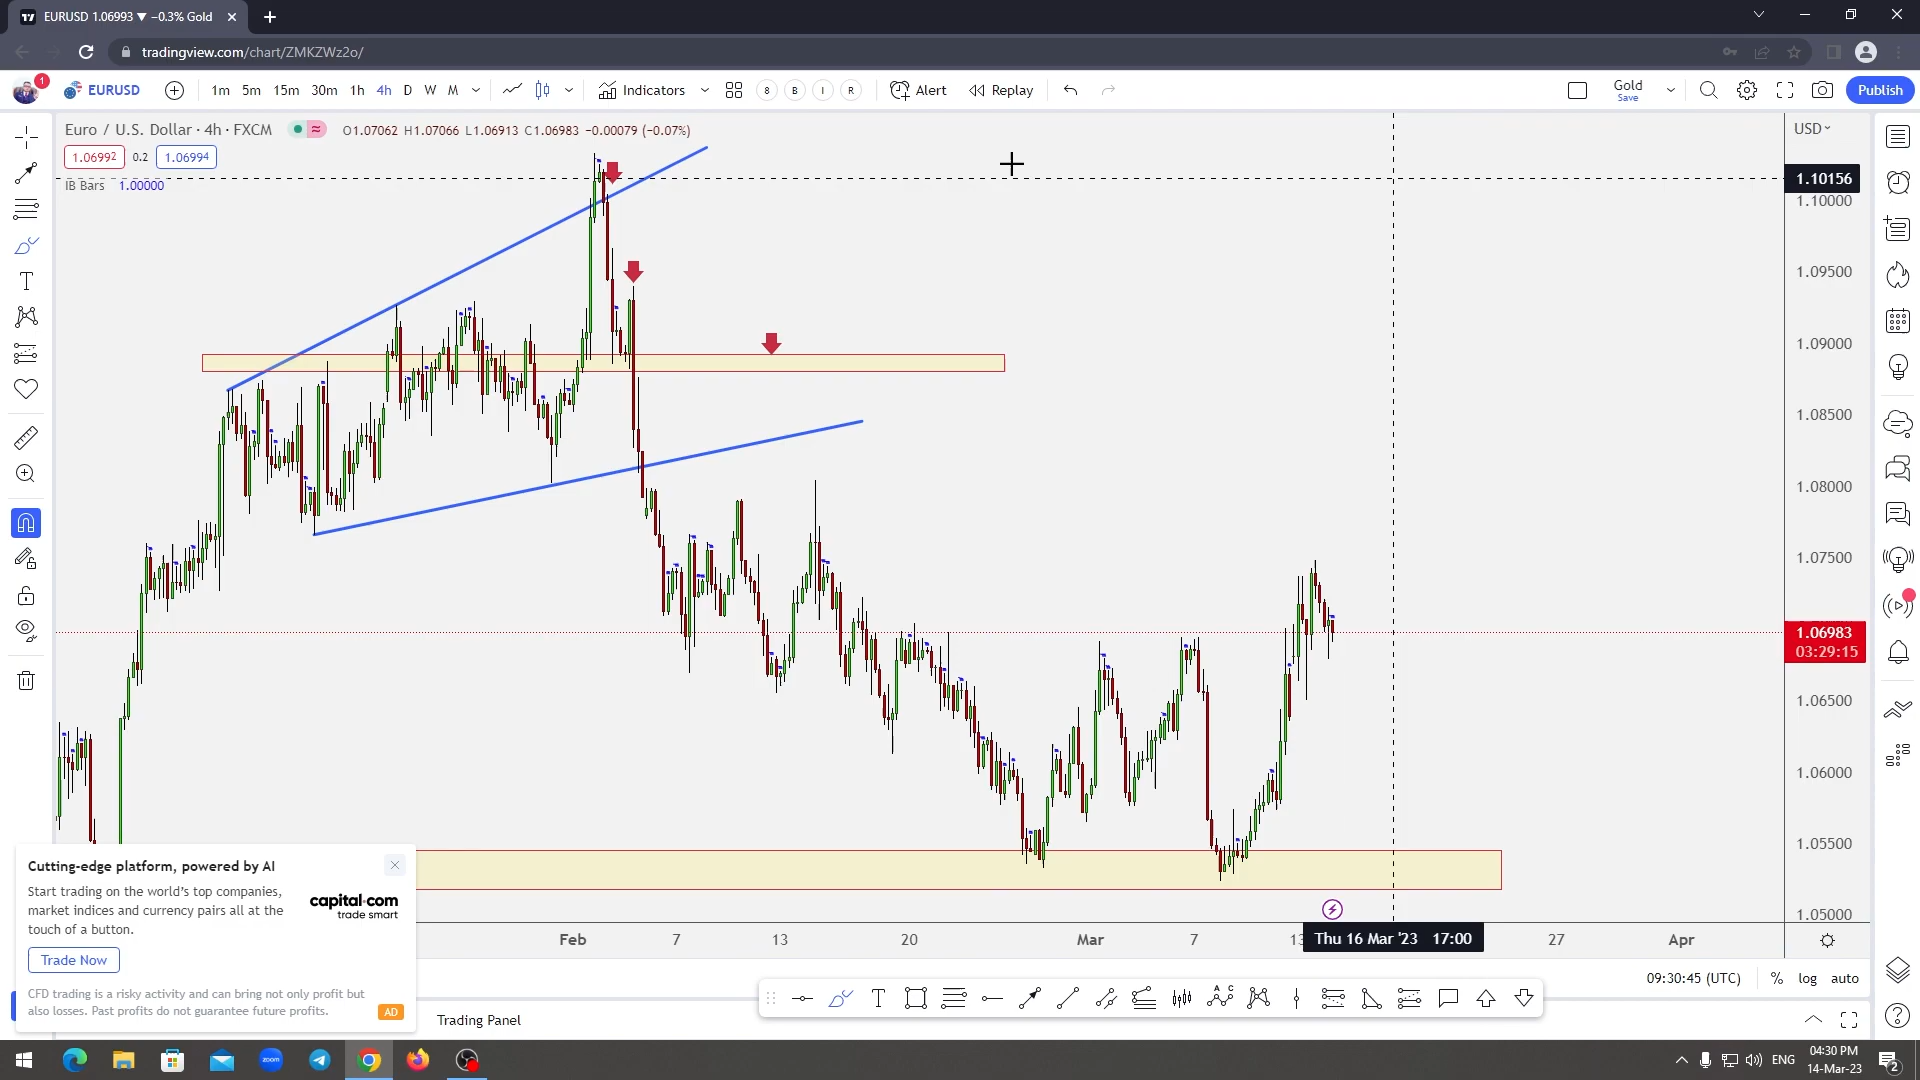 EURUSD 1.06993 ▼ −0.3% Gold
tradingview.com/chart/ZMKZWz2o/
1
EURUSD
1m 5m 15m 30m 1h 4h D W M
Indicators
8 B I R
Alert
Replay
Gold
Save
Publish
Euro / U.S. Dollar · 4h · FXCM
O1.07062 H1.07066 L1.06913 C1.06983 −0.00079 (−0.07%)
1.06992 0.2 1.06994
IB Bars 1.00000
USD
1.10156
1.10000
1.09500
1.09000
1.08500
1.08000
1.07500
1.06983
03:29:15
1.06500
1.06000
1.05500
1.05000
Cutting-edge platform, powered by AI
Start trading on the world's top companies,
market indices and currency pairs all at the
touch of a button.
capital.com
trade smart
Trade Now
CFD trading is a risky activity and can bring not only profit but
also losses. Past profits do not guarantee future profits.
AD
Feb 7 13 20 Mar 7 13 Thu 16 Mar '23 17:00 27 Apr
09:30:45 (UTC) % log auto
Trading Panel
zoom
ENG
04:30 PM
14-Mar-23
2